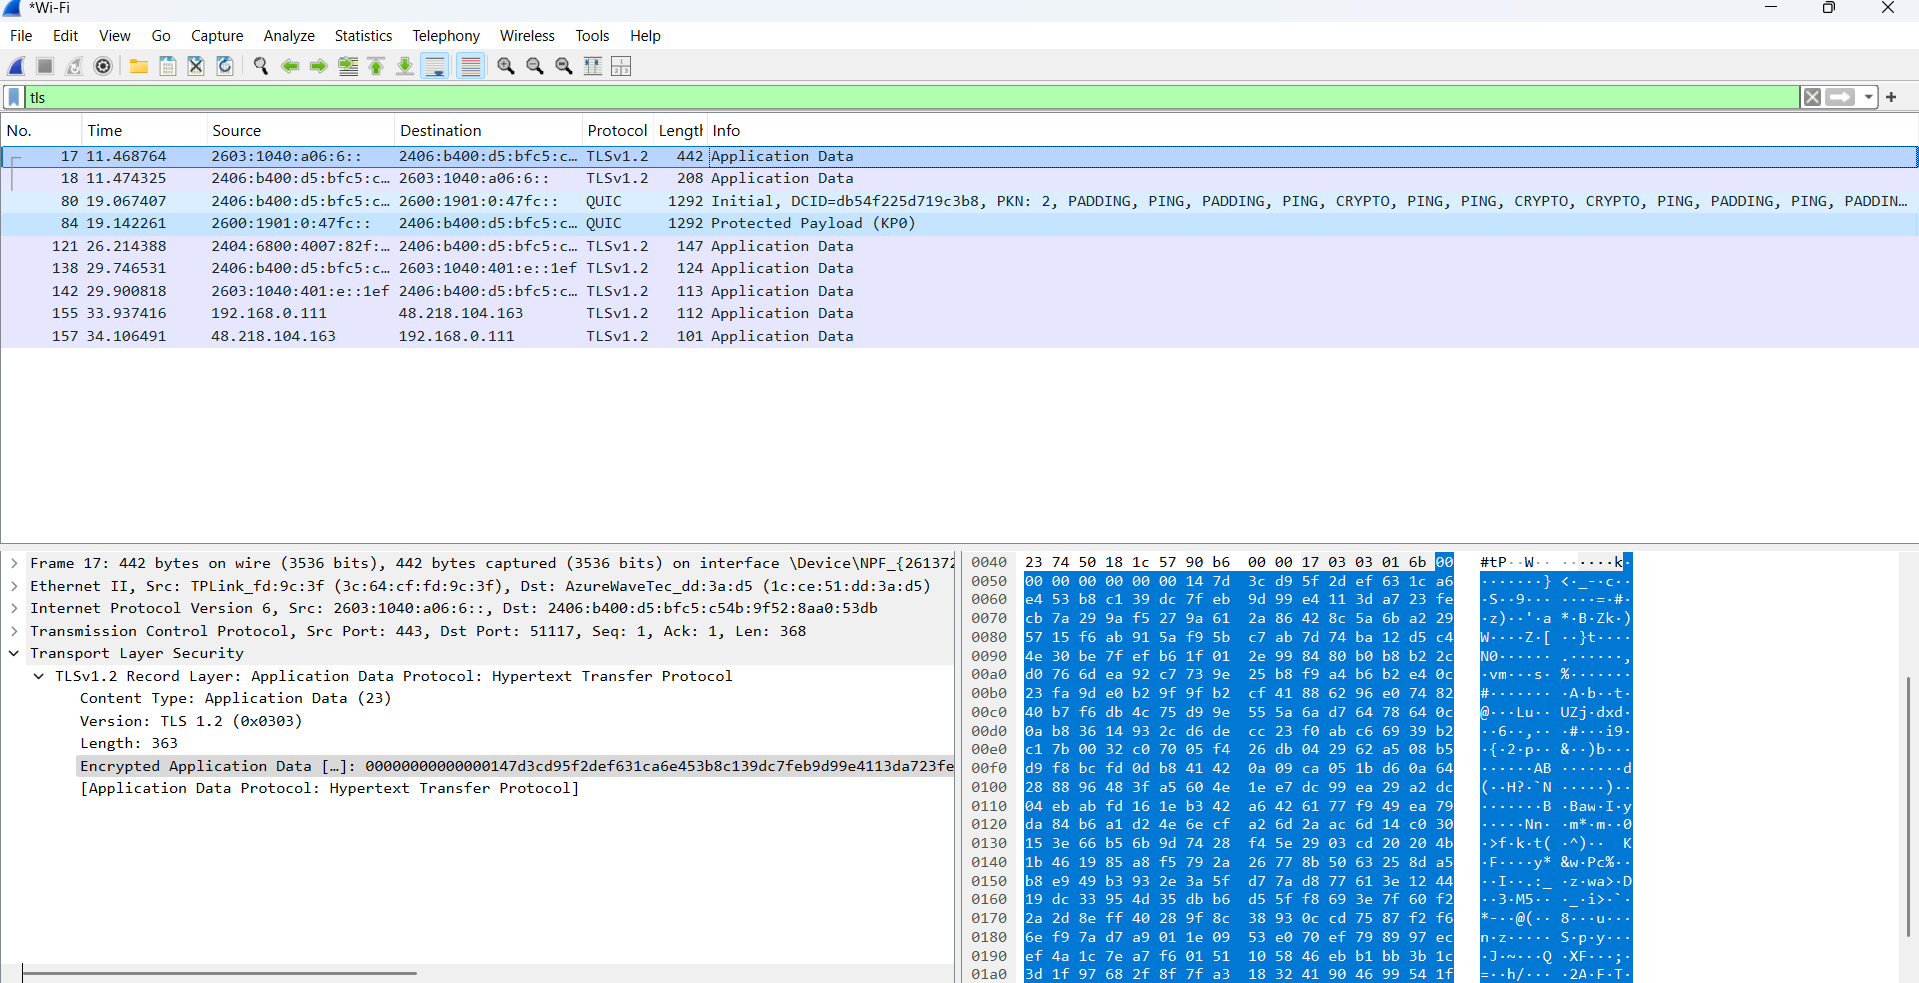 *Wi-Fi
File Edit View Go Capture Analyze Statistics Telephony Wireless Tools Help
tls
No. Time Source Destination Protocol Length Info
17 11.468764 2603:1040:a06:6:: 2406:b400:d5:bfc5:c… TLSv1.2 442 Application Data
18 11.474325 2406:b400:d5:bfc5:c… 2603:1040:a06:6:: TLSv1.2 208 Application Data
80 19.067407 2406:b400:d5:bfc5:c… 2600:1901:0:47fc:: QUIC 1292 Initial, DCID=db54f225d719c3b8, PKN: 2, PADDING, PING, PADDING, PING, CRYPTO, PING, PING, CRYPTO, CRYPTO, PING, PADDING, PING, PADDIN…
84 19.142261 2600:1901:0:47fc:: 2406:b400:d5:bfc5:c… QUIC 1292 Protected Payload (KP0)
121 26.214388 2404:6800:4007:82f:… 2406:b400:d5:bfc5:c… TLSv1.2 147 Application Data
138 29.746531 2406:b400:d5:bfc5:c… 2603:1040:401:e::1ef TLSv1.2 124 Application Data
142 29.900818 2603:1040:401:e::1ef 2406:b400:d5:bfc5:c… TLSv1.2 113 Application Data
155 33.937416 192.168.0.111 48.218.104.163 TLSv1.2 112 Application Data
157 34.106491 48.218.104.163 192.168.0.111 TLSv1.2 101 Application Data
Frame 17: 442 bytes on wire (3536 bits), 442 bytes captured (3536 bits) on interface \Device\NPF_{261372
Ethernet II, Src: TPLink_fd:9c:3f (3c:64:cf:fd:9c:3f), Dst: AzureWaveTec_dd:3a:d5 (1c:ce:51:dd:3a:d5)
Internet Protocol Version 6, Src: 2603:1040:a06:6::, Dst: 2406:b400:d5:bfc5:c54b:9f52:8aa0:53db
Transmission Control Protocol, Src Port: 443, Dst Port: 51117, Seq: 1, Ack: 1, Len: 368
Transport Layer Security
TLSv1.2 Record Layer: Application Data Protocol: Hypertext Transfer Protocol
Content Type: Application Data (23)
Version: TLS 1.2 (0x0303)
Length: 363
Encrypted Application Data […]: 00000000000000147d3cd95f2def631ca6e453b8c139dc7feb9d99e4113da723fe
[Application Data Protocol: Hypertext Transfer Protocol]
0040 23 74 50 18 1c 57 90 b6 00 00 17 03 03 01 6b 00 #tP··W·· ······k·
0050 00 00 00 00 00 00 14 7d 3c d9 5f 2d ef 63 1c a6 ·······} <·_-·c··
0060 e4 53 b8 c1 39 dc 7f eb 9d 99 e4 11 3d a7 23 fe ·S··9··· ····=·#·
0070 cb 7a 29 9a f5 27 9a 61 2a 86 42 8c 5a 6b a2 29 ·z)··'·a *·B·Zk·)
0080 57 15 f6 ab 91 5a f9 5b c7 ab 7d 74 ba 12 d5 c4 W····Z·[ ··}t····
0090 4e 30 be 7f ef b6 1f 01 2e 99 84 80 b0 b8 b2 2c N0······ .······,
00a0 d0 76 6d ea 92 c7 73 9e 25 b8 f9 a4 b6 b2 e4 0c ·vm···s· %·······
00b0 23 fa 9d e0 b2 9f 9f b2 cf 41 88 62 96 e0 74 82 #······· ·A·b··t·
00c0 40 b7 f6 db 4c 75 d9 9e 55 5a 6a d7 64 78 64 0c @···Lu·· UZj·dxd·
00d0 0a b8 36 14 93 2c d6 de cc 23 f0 ab c6 69 39 b2 ··6··,·· ·#···i9·
00e0 c1 7b 00 32 c0 70 05 f4 26 db 04 29 62 a5 08 b5 ·{·2·p·· &··)b···
00f0 d9 f8 bc fd 0d b8 41 42 0a 09 ca 05 1b d6 0a 64 ······AB ·······d
0100 28 88 96 48 3f a5 60 4e 1e e7 dc 99 ea 29 a2 dc (··H?·`N ·····)··
0110 04 eb ab fd 16 1e b3 42 a6 42 61 77 f9 49 ea 79 ·······B ·Baw·I·y
0120 da 84 b6 a1 d2 4e 6e cf a2 6d 2a ac 6d 14 c0 30 ·····Nn· ·m*·m··0
0130 15 3e 66 b5 6b 9d 74 28 f4 5e 29 03 cd 20 20 4b ·>f·k·t( ·^)·· K
0140 1b 46 19 85 a8 f5 79 2a 26 77 8b 50 63 25 8d a5 ·F····y* &w·Pc%··
0150 b8 e9 49 b3 93 2e 3a 5f d7 7a d8 77 61 3e 12 44 ··I··.:_ ·z·wa>·D
0160 19 dc 33 95 4d 35 db b6 d5 5f f8 69 3e 7f 60 f2 ··3·M5·· ·_·i>·`·
0170 2a 2d 8e ff 40 28 9f 8c 38 93 0c cd 75 87 f2 f6 *-··@(·· 8···u···
0180 6e f9 7a d7 a9 01 1e 09 53 e0 70 ef 79 89 97 ec n·z····· S·p·y···
0190 ef 4a 1c 7e a7 f6 01 51 10 58 46 eb b1 bb 3b 1c ·J·~···Q ·XF···;·
01a0 3d 1f 97 68 2f 8f 7f a3 18 32 41 90 46 99 54 1f =··h/··· ·2A·F·T·